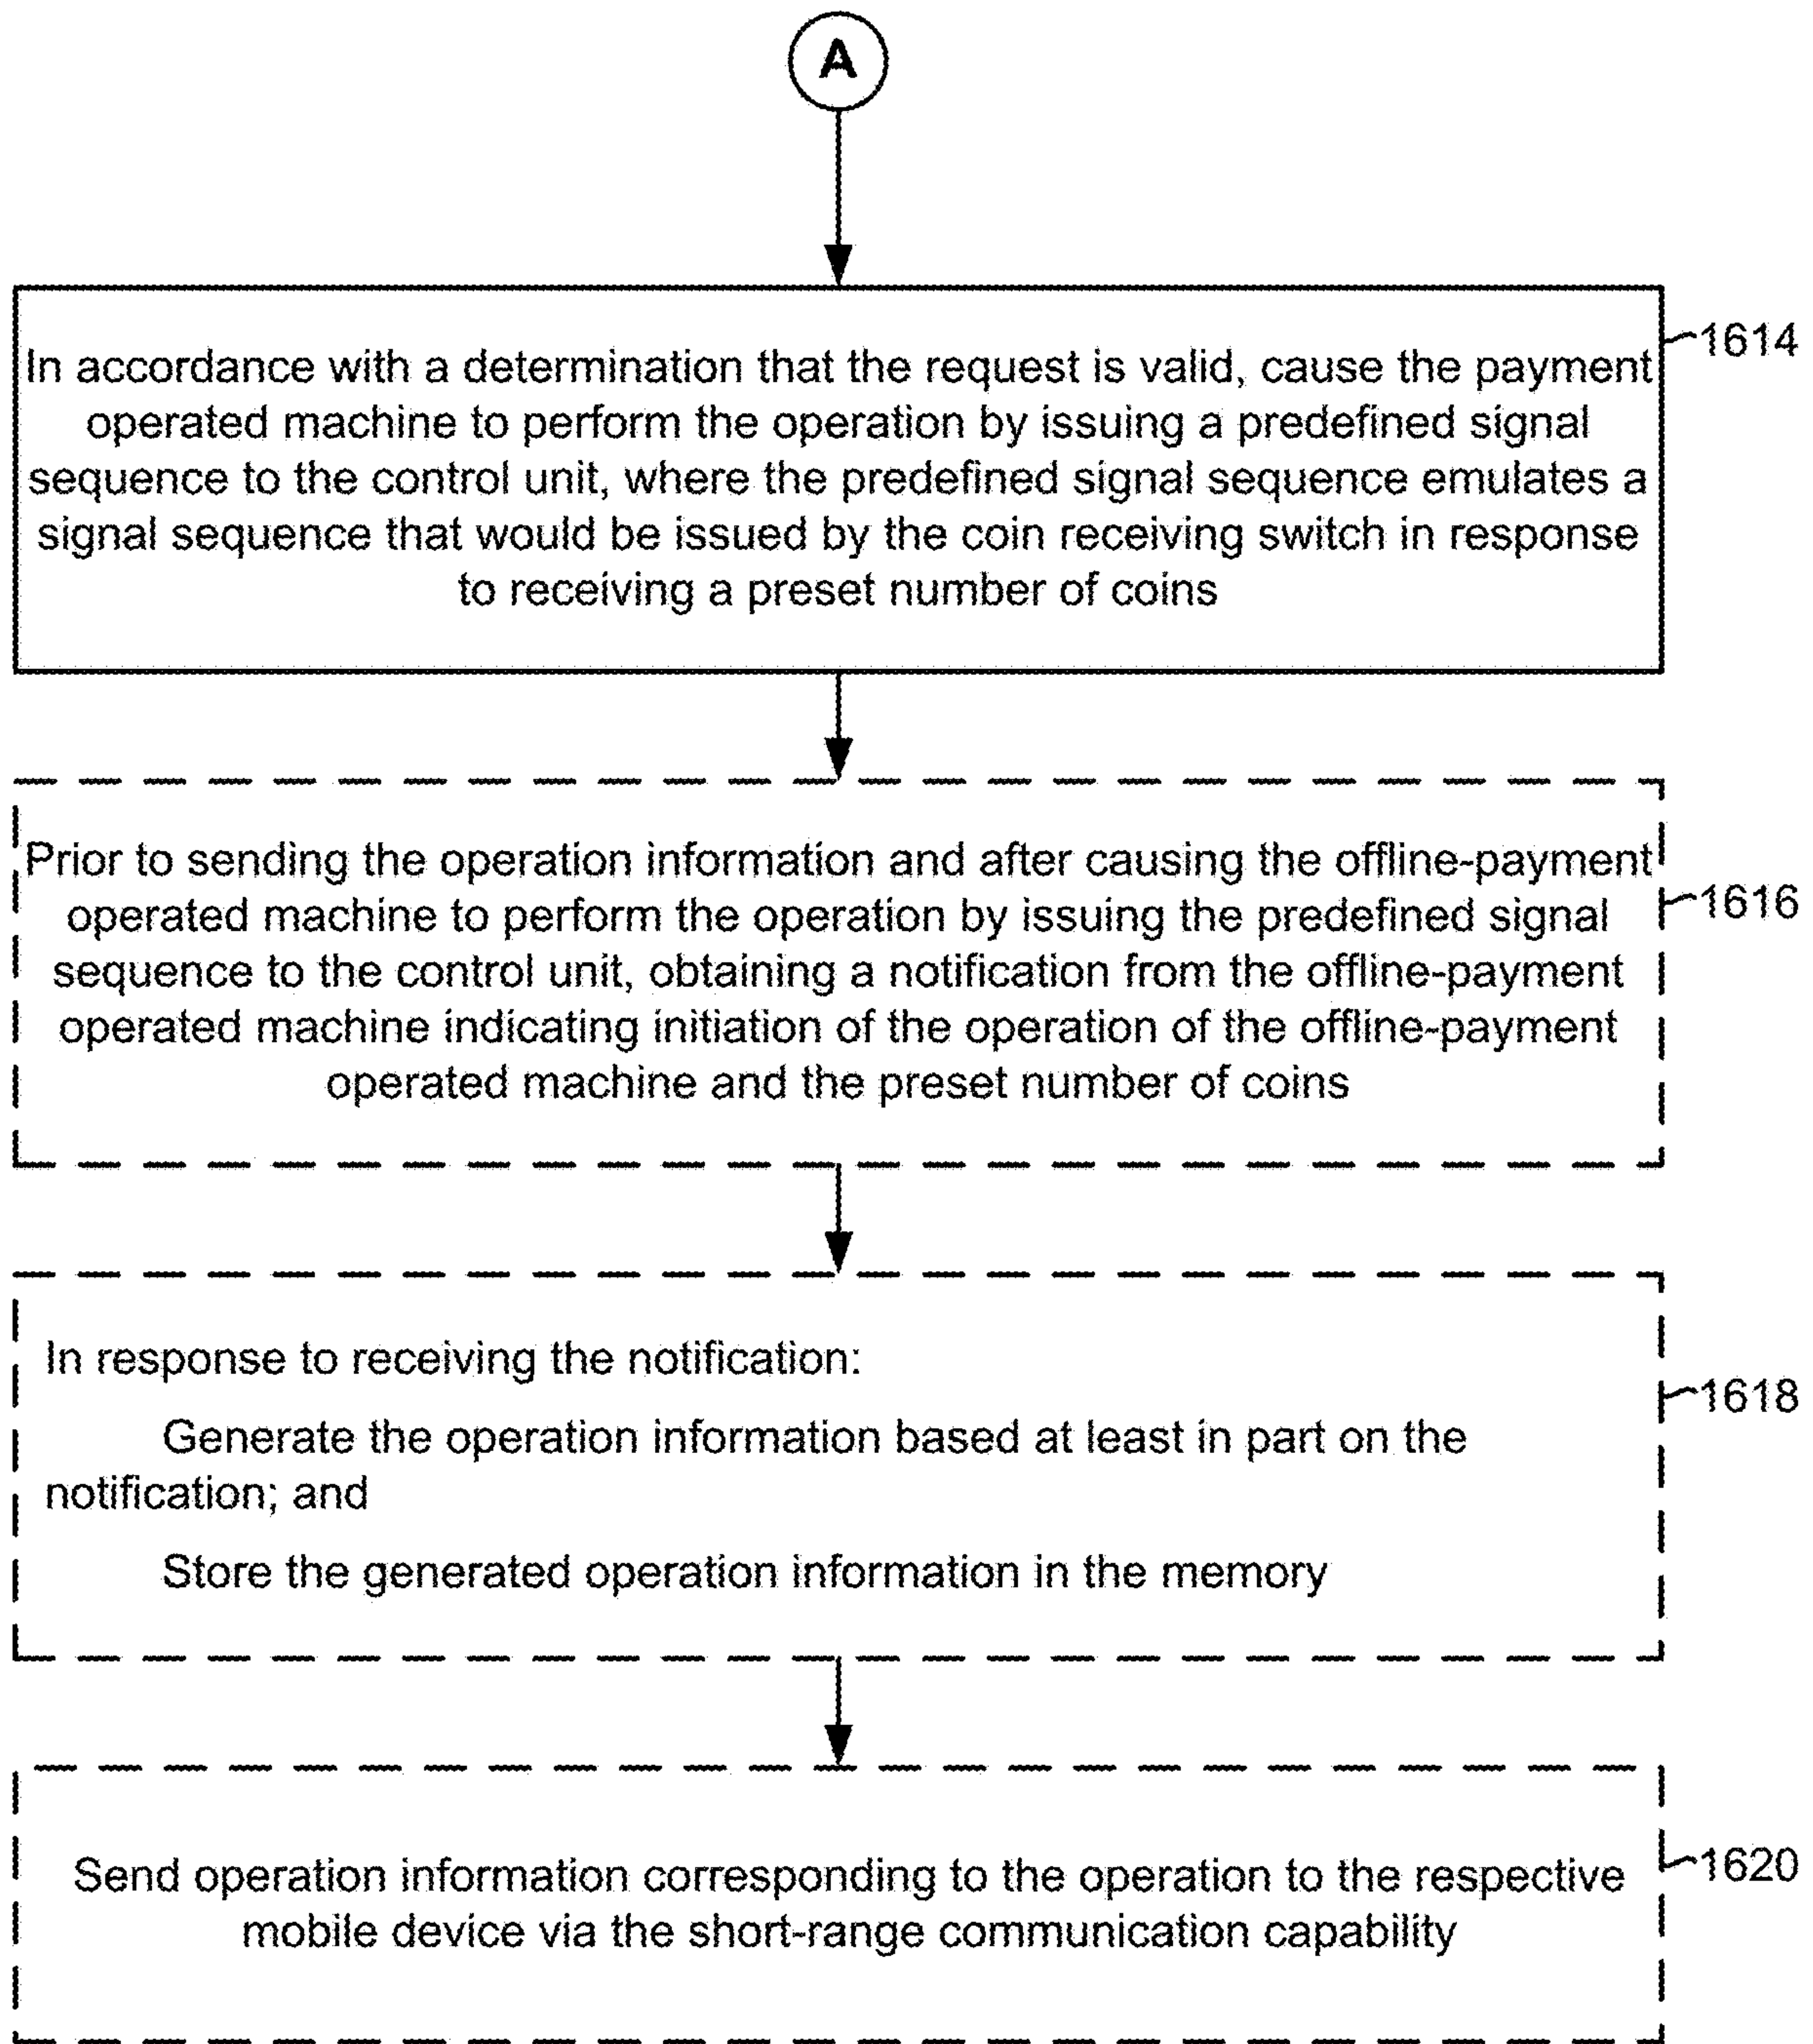 A
In accordance with a determination that the request is valid, cause the payment
operated machine to perform the operation by issuing a predefined signal
sequence to the control unit, where the predefined signal sequence emulates a
signal sequence that would be issued by the coin receiving switch in response
to receiving a preset number of coins
1614
Prior to sending the operation information and after causing the offline-payment
operated machine to perform the operation by issuing the predefined signal
sequence to the control unit, obtaining a notification from the offline-payment
operated machine indicating initiation of the operation of the offline-payment
operated machine and the preset number of coins
1616
In response to receiving the notification:
Generate the operation information based at least in part on the
notification; and
Store the generated operation information in the memory
1618
Send operation information corresponding to the operation to the respective
mobile device via the short-range communication capability
1620